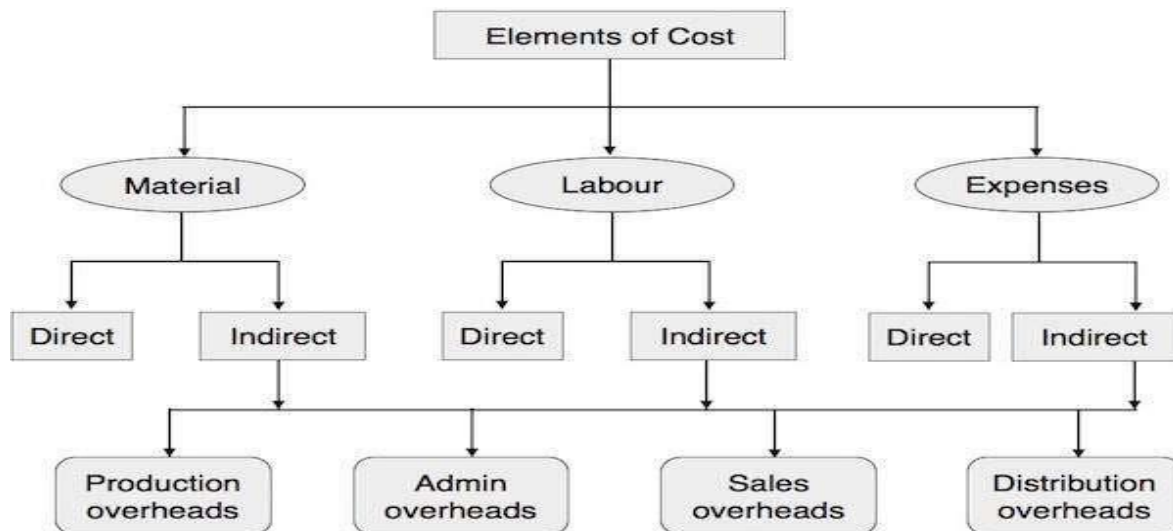 Elements of Cost
Material
Labour
Expenses
Direct
Indirect
Direct
Indirect
Direct
Indirect
Production
overheads
Admin
overheads
Sales
overheads
Distribution
overheads